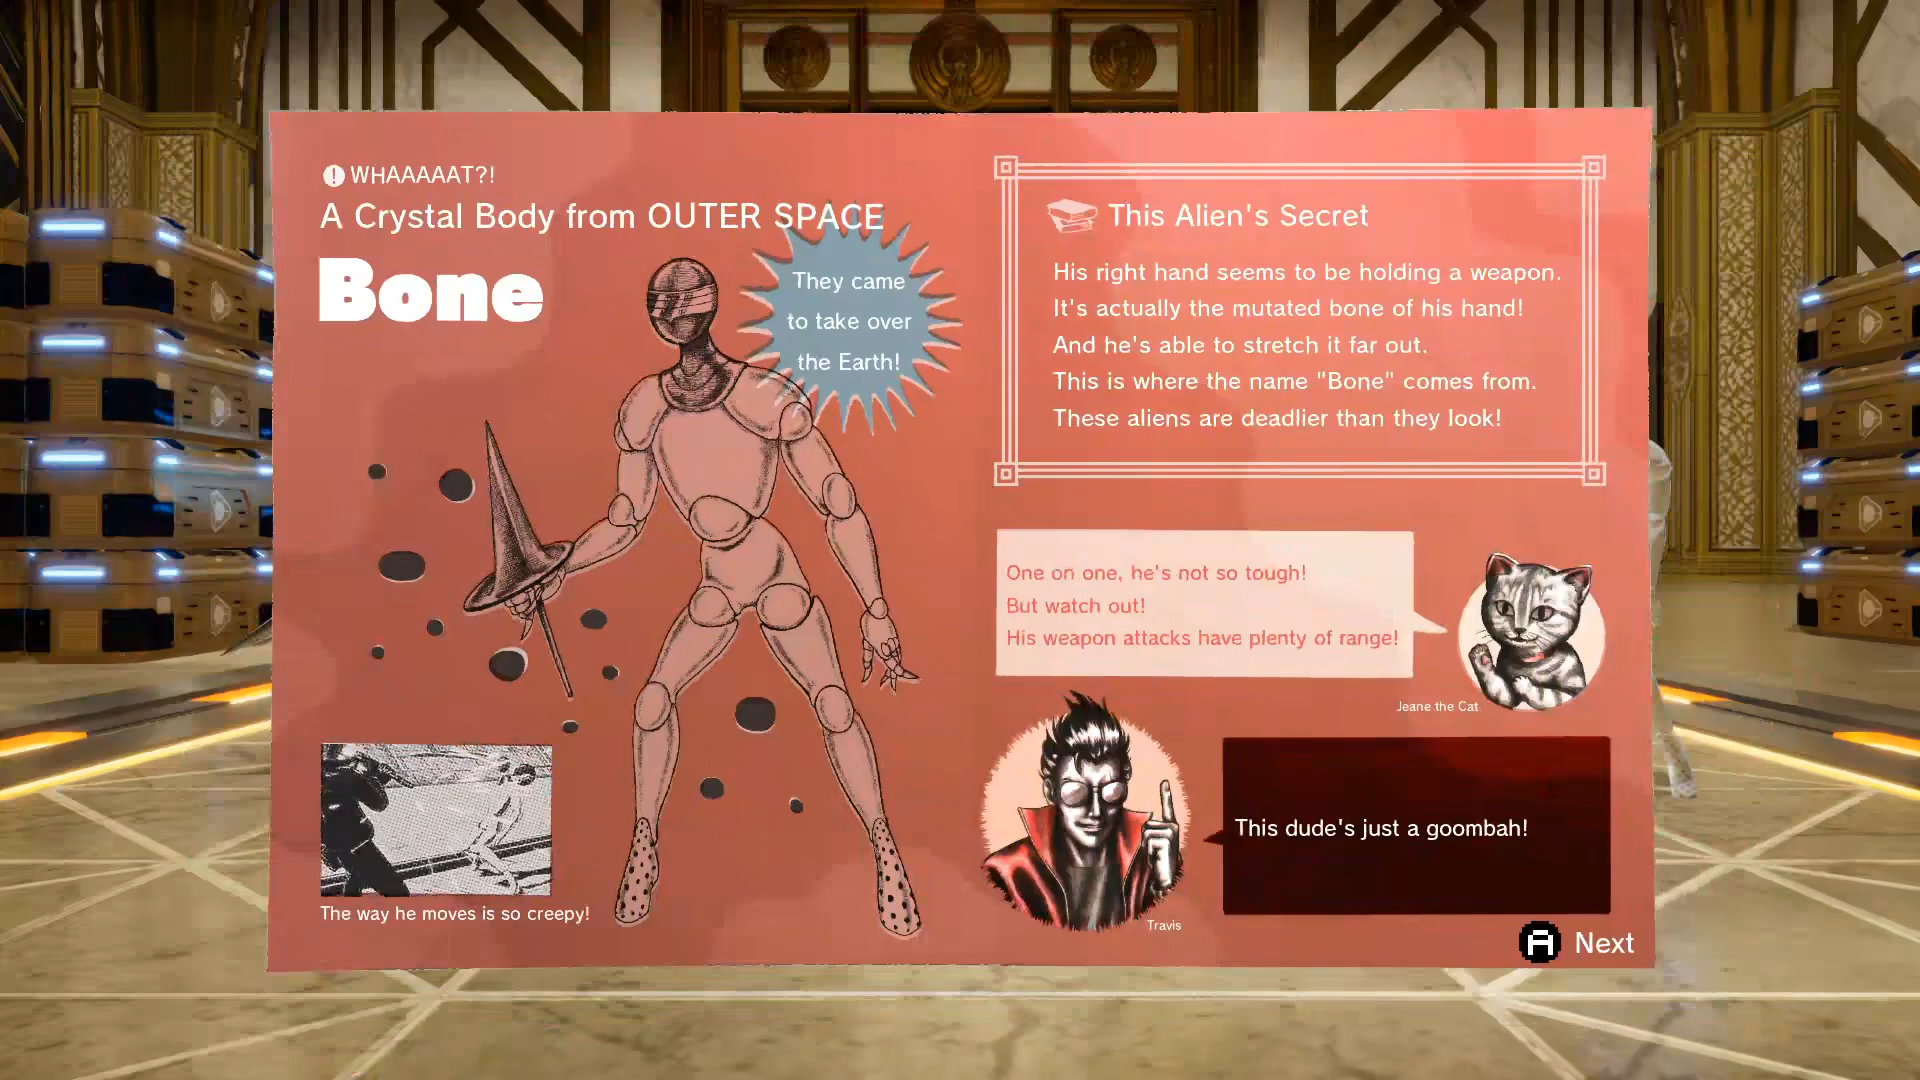 WHAAAAAT?!
A Crystal Body from OUTER SPACE
Bone
They came
to take over
the Earth!
The way he moves is so creepy!
This Alien's Secret
His right hand seems to be holding a weapon.
It's actually the mutated bone of his hand!
And he's able to stretch it far out.
This is where the name "Bone" comes from.
These aliens are deadlier than they look!
One on one, he's not so tough!
But watch out!
His weapon attacks have plenty of range!
Jeane the Cat
This dude's just a goombah!
Travis
A Next